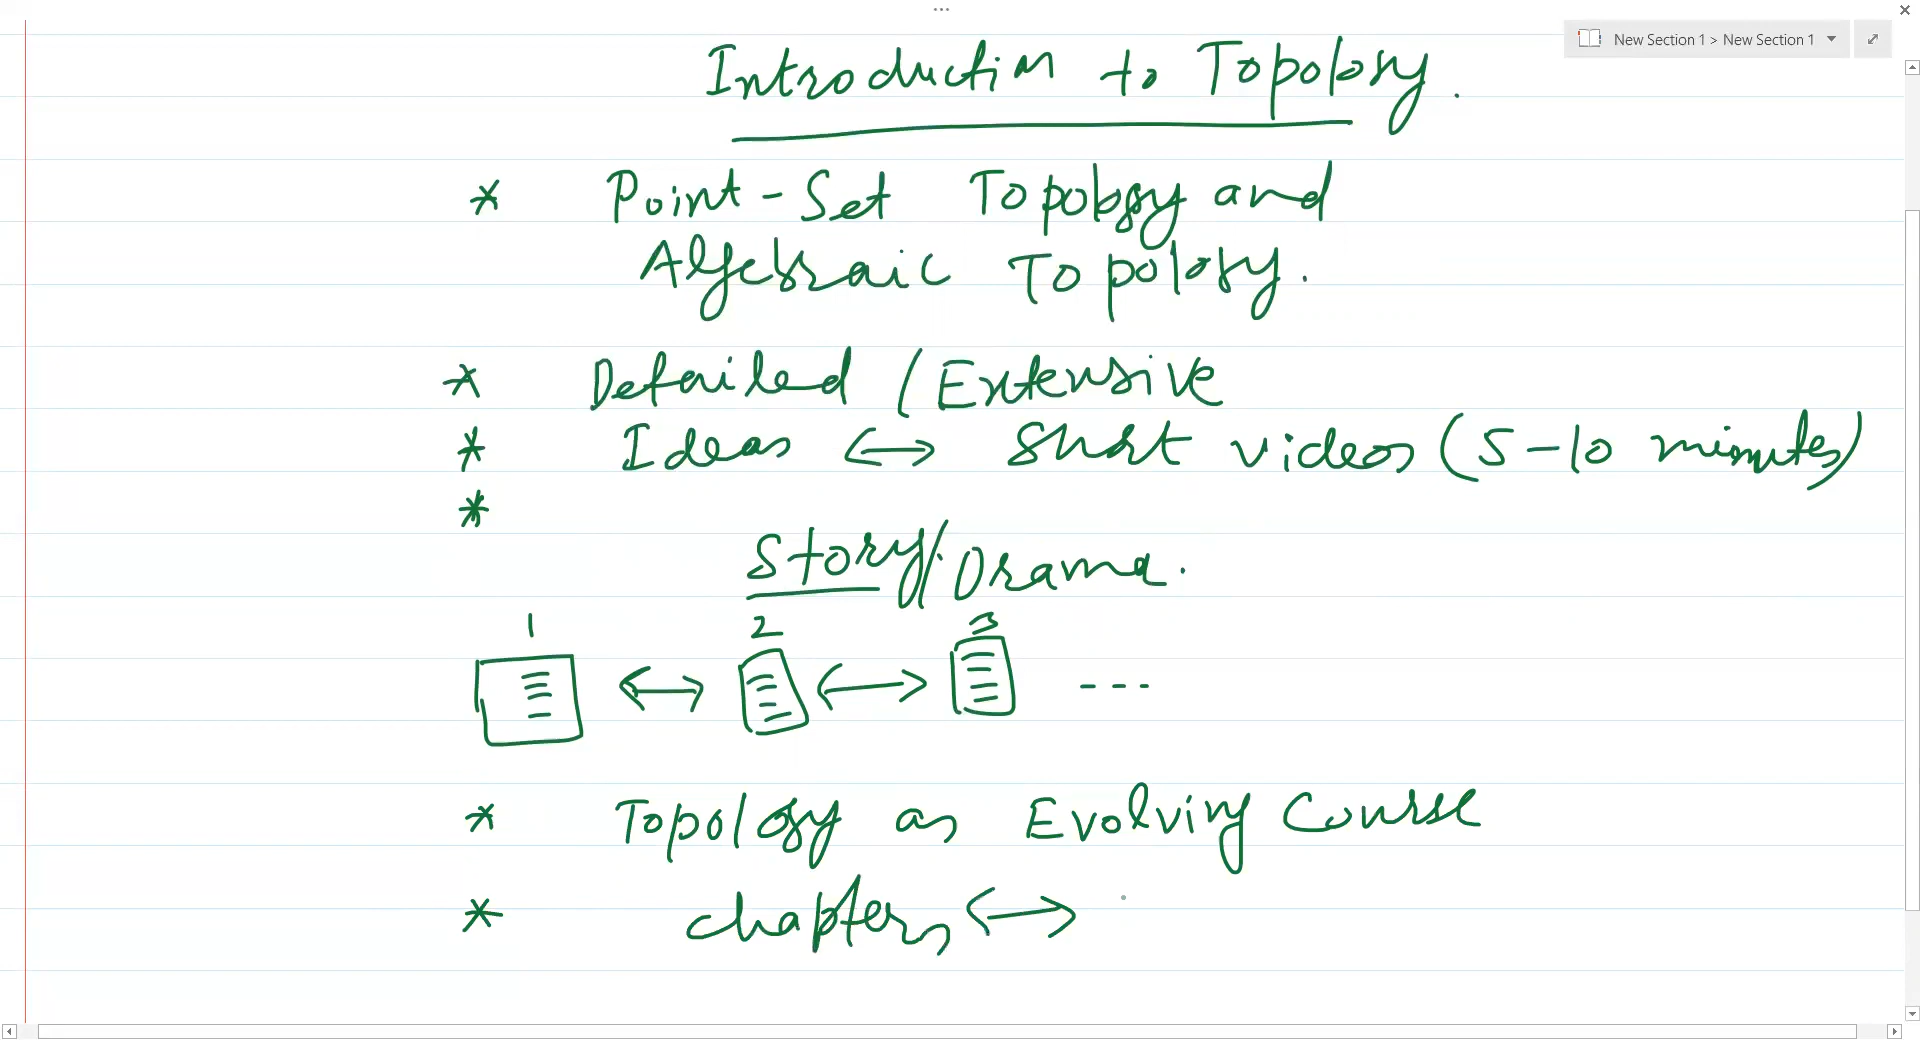 ...
New Section 1 > New Section 1
Introduction to Topology.
* Point-Set Topology and
Algebraic Topology.
* Detailed / Extensive
* Ideas ↔ Short videos (5-10 minutes)
*
Story/Drama.
1 2 3
↔ ↔ ---
* Topology as Evolving Course
* chapters ↔